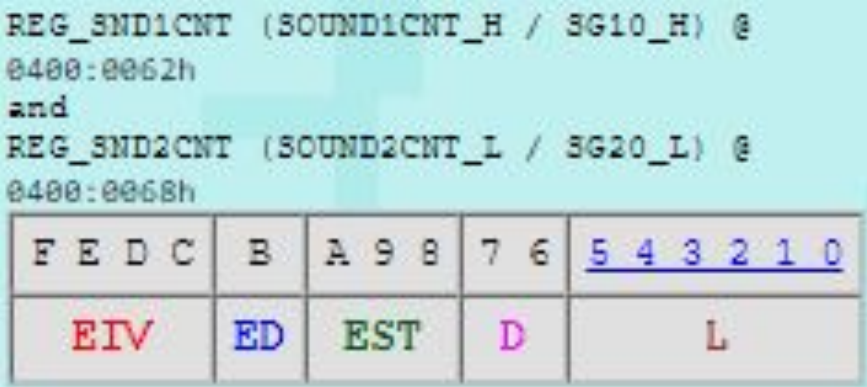 REG_SND1CNT (SOUND1CNT_H / SG10_H) @
0400:0062h
and
REG_SND2CNT (SOUND2CNT_L / SG20_L) @
0400:0068h
F E D C B A 9 8 7 6 5 4 3 2 1 0
EIV ED EST D L